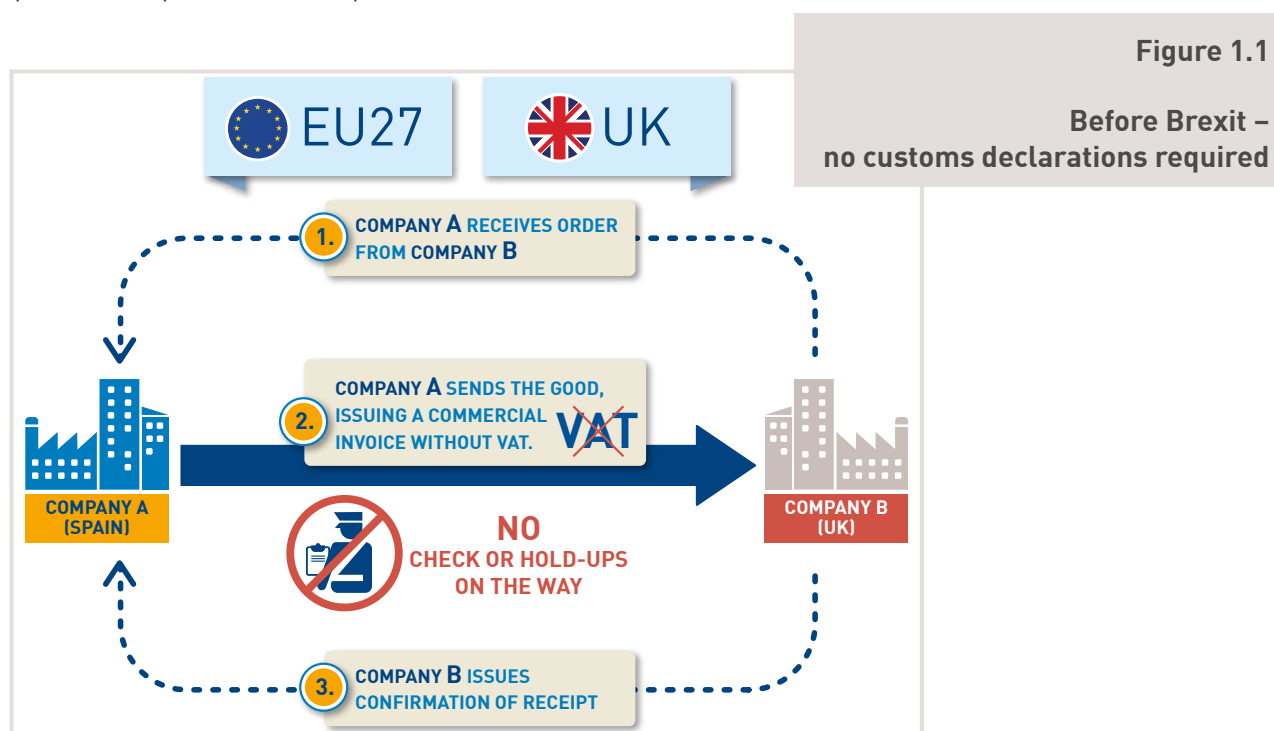 Figure 1.1
Before Brexit –
no customs declarations required
EU27
UK
1.
COMPANY A RECEIVES ORDER
FROM COMPANY B
2.
COMPANY A SENDS THE GOOD,
ISSUING A COMMERCIAL
INVOICE WITHOUT VAT.
VAT
COMPANY A
(SPAIN)
COMPANY B
(UK)
NO
CHECK OR HOLD-UPS
ON THE WAY
3.
COMPANY B ISSUES
CONFIRMATION OF RECEIPT